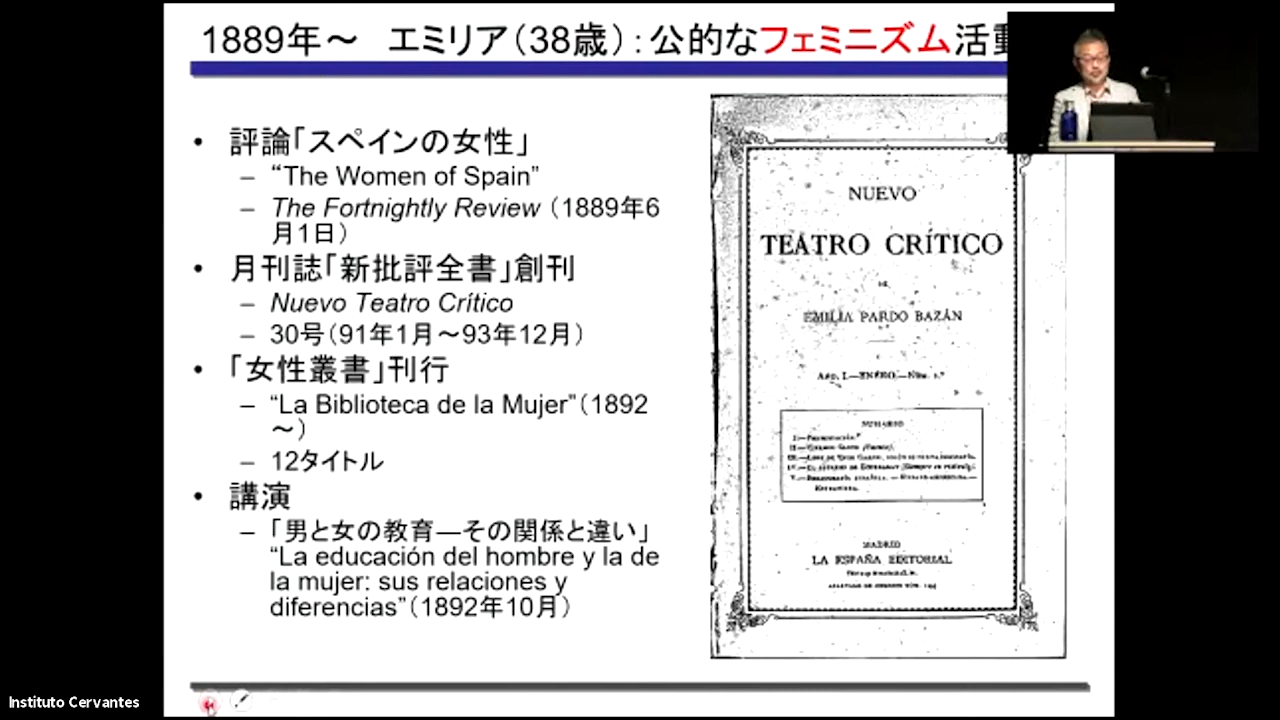 1889年～　エミリア（38歳）：公的なフェミニズム活
• 評論「スペインの女性」
– “The Women of Spain”
– The Fortnightly Review（1889年6
月1日）
• 月刊誌「新批評全書」創刊
– Nuevo Teatro Crítico
– 30号（91年1月～93年12月）
• 「女性叢書」刊行
– “La Biblioteca de la Mujer”（1892
～）
– 12タイトル
• 講演
– 「男と女の教育―その関係と違い」
“La educación del hombre y la de
la mujer: sus relaciones y
diferencias”（1892年10月）
NUEVO
TEATRO CRÍTICO
DE
EMILIA PARDO BAZÁN
AÑO I.—ENERO.—Núm. 1.º
SUMARIO
MADRID
LA ESPAÑA EDITORIAL
Instituto Cervantes